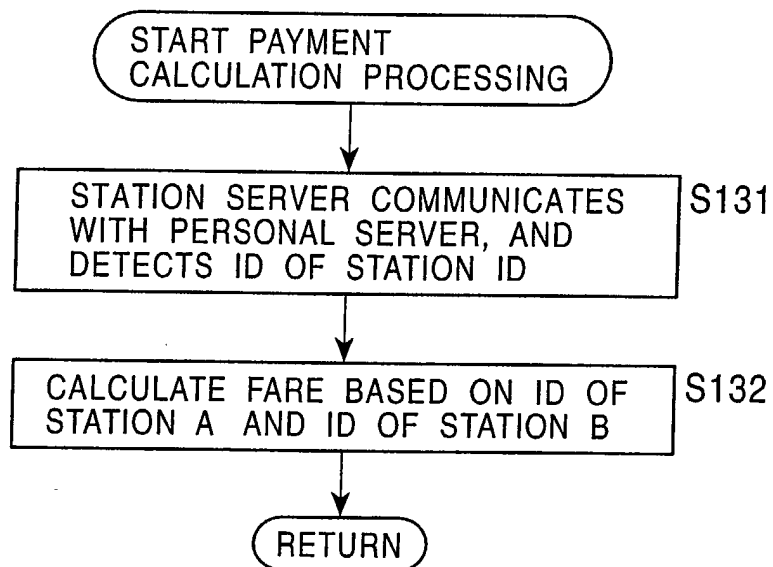 START PAYMENT
CALCULATION PROCESSING
STATION SERVER COMMUNICATES
WITH PERSONAL SERVER, AND
DETECTS ID OF STATION ID
S131
CALCULATE FARE BASED ON ID OF
STATION A AND ID OF STATION B
S132
RETURN